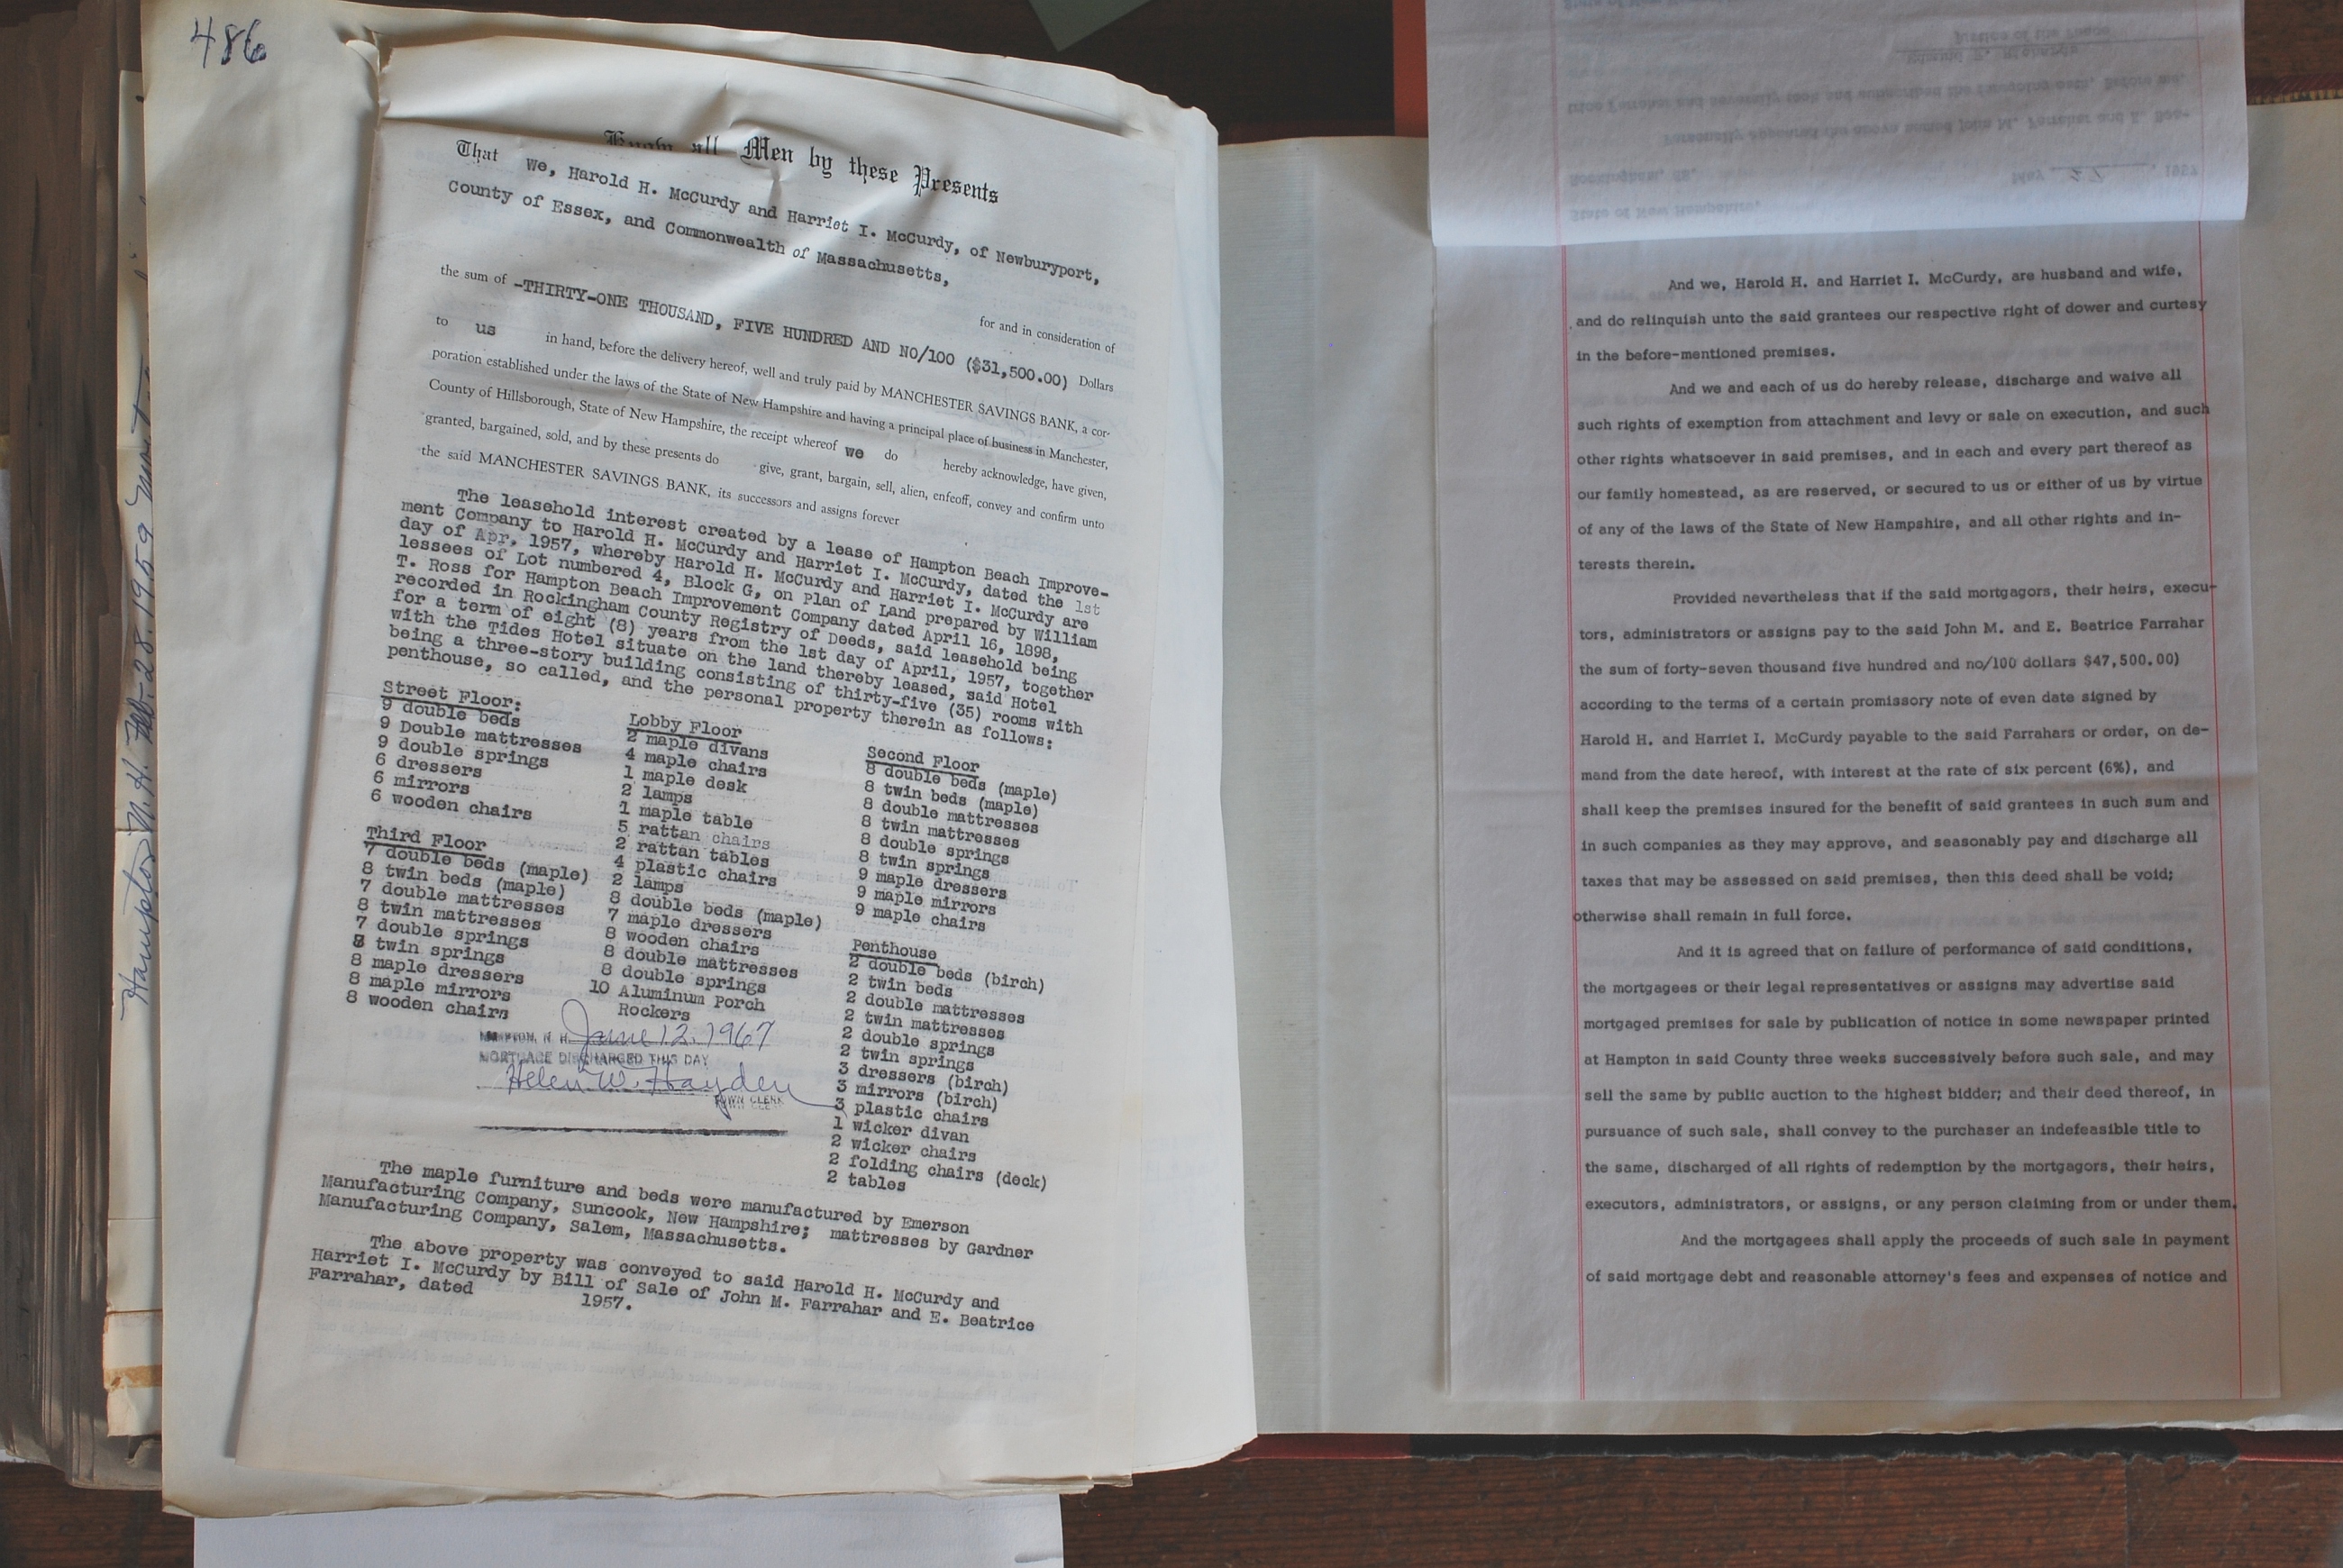 486
Know all Men by these Presents
That We, Harold H. McCurdy and Harriet I. McCurdy, of Newburyport,
County of Essex, and Commonwealth of Massachusetts,
for and in consideration of
the sum of -THIRTY-ONE THOUSAND, FIVE HUNDRED AND NO/100 ($31,500.00) Dollars
to us in hand, before the delivery hereof, well and truly paid by MANCHESTER SAVINGS BANK, a cor-
poration established under the laws of the State of New Hampshire and having a principal place of business in Manchester,
County of Hillsborough, State of New Hampshire, the receipt whereof we do hereby acknowledge, have given,
granted, bargained, sold, and by these presents do give, grant, bargain, sell, alien, enfeoff, convey and confirm unto
the said MANCHESTER SAVINGS BANK, its successors and assigns forever
The leasehold interest created by a lease of Hampton Beach Improve-
ment Company to Harold H. McCurdy and Harriet I. McCurdy, dated the 1st
day of Apr, 1957, whereby Harold H. McCurdy and Harriet I. McCurdy are
lessees of Lot numbered 4, Block G, on Plan of Land prepared by William
T. Ross for Hampton Beach Improvement Company dated April 16, 1898,
recorded in Rockingham County Registry of Deeds, said leasehold being
for a term of eight (8) years from the 1st day of April, 1957, together
with the Tides Hotel situate on the land thereby leased, said Hotel
being a three-story building consisting of thirty-five (35) rooms with
penthouse, so called, and the personal property therein as follows:
Street Floor:
9 double beds
9 Double mattresses
9 double springs
6 dressers
6 mirrors
6 wooden chairs
Third Floor
7 double beds (maple)
8 twin beds (maple)
7 double mattresses
8 twin mattresses
7 double springs
8 twin springs
8 maple dressers
8 maple mirrors
8 wooden chairs
Lobby Floor
2 maple divans
4 maple chairs
1 maple desk
2 lamps
1 maple table
5 rattan chairs
2 rattan tables
4 plastic chairs
2 lamps
8 double beds (maple)
7 maple dressers
8 wooden chairs
8 double mattresses
8 double springs
10 Aluminum Porch
Rockers
Second Floor
8 double beds (maple)
8 twin beds (maple)
8 double mattresses
8 twin mattresses
8 double springs
8 twin springs
9 maple dressers
9 maple mirrors
9 maple chairs
Penthouse
2 double beds (birch)
2 twin beds
2 double mattresses
2 twin mattresses
2 double springs
2 twin springs
3 dressers (birch)
3 mirrors (birch)
3 plastic chairs
1 wicker divan
2 wicker chairs
2 folding chairs (deck)
2 tables
HAMPTON, N. H. June 12, 1967
MORTGAGE DISCHARGED THIS DAY
Helen W. Hayden
TOWN CLERK
The maple furniture and beds were manufactured by Emerson
Manufacturing Company, Suncook, New Hampshire; mattresses by Gardner
Manufacturing Company, Salem, Massachusetts.
The above property was conveyed to said Harold H. McCurdy and
Harriet I. McCurdy by Bill of Sale of John M. Farrahar and E. Beatrice
Farrahar, dated 1957.
Hampton N. H. Feb. 28. 1959
State of New Hampshire,
Rockingham, SS. May 27, 1957
Personally appeared the above named John M. Farrahar and E. Bea-
trice Farrahar and severally took and subscribed the foregoing oath, Before me,
Justice of the Peace
And we, Harold H. and Harriet I. McCurdy, are husband and wife,
and do relinquish unto the said grantees our respective right of dower and curtesy
in the before-mentioned premises.
And we and each of us do hereby release, discharge and waive all
such rights of exemption from attachment and levy or sale on execution, and such
other rights whatsoever in said premises, and in each and every part thereof as
our family homestead, as are reserved, or secured to us or either of us by virtue
of any of the laws of the State of New Hampshire, and all other rights and in-
terests therein.
Provided nevertheless that if the said mortgagors, their heirs, execu-
tors, administrators or assigns pay to the said John M. and E. Beatrice Farrahar
the sum of forty-seven thousand five hundred and no/100 dollars $47,500.00)
according to the terms of a certain promissory note of even date signed by
Harold H. and Harriet I. McCurdy payable to the said Farrahars or order, on de-
mand from the date hereof, with interest at the rate of six percent (6%), and
shall keep the premises insured for the benefit of said grantees in such sum and
in such companies as they may approve, and seasonably pay and discharge all
taxes that may be assessed on said premises, then this deed shall be void;
otherwise shall remain in full force.
And it is agreed that on failure of performance of said conditions,
the mortgagees or their legal representatives or assigns may advertise said
mortgaged premises for sale by publication of notice in some newspaper printed
at Hampton in said County three weeks successively before such sale, and may
sell the same by public auction to the highest bidder; and their deed thereof, in
pursuance of such sale, shall convey to the purchaser an indefeasible title to
the same, discharged of all rights of redemption by the mortgagors, their heirs,
executors, administrators, or assigns, or any person claiming from or under them.
And the mortgagees shall apply the proceeds of such sale in payment
of said mortgage debt and reasonable attorney's fees and expenses of notice and